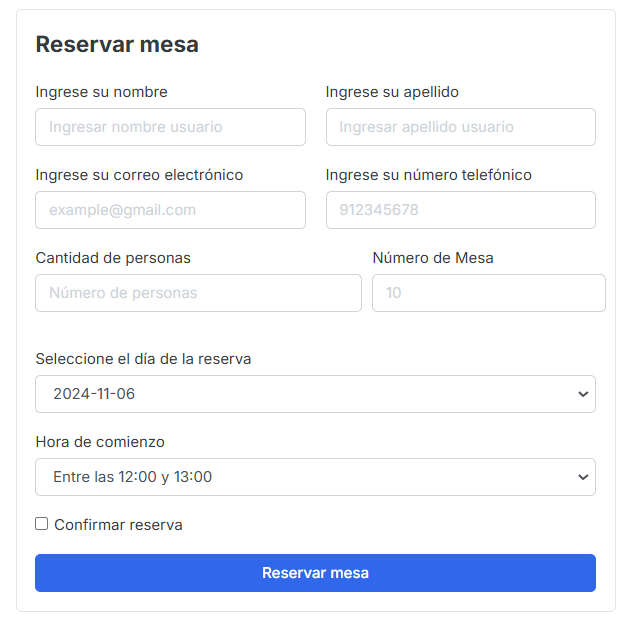 Reservar mesa
Ingrese su nombre
Ingrese su apellido
Ingresar nombre usuario
Ingresar apellido usuario
Ingrese su correo electrónico
Ingrese su número telefónico
example@gmail.com
912345678
Cantidad de personas
Número de Mesa
Número de personas
10
Seleccione el día de la reserva
2024-11-06
Hora de comienzo
Entre las 12:00 y 13:00
Confirmar reserva
Reservar mesa